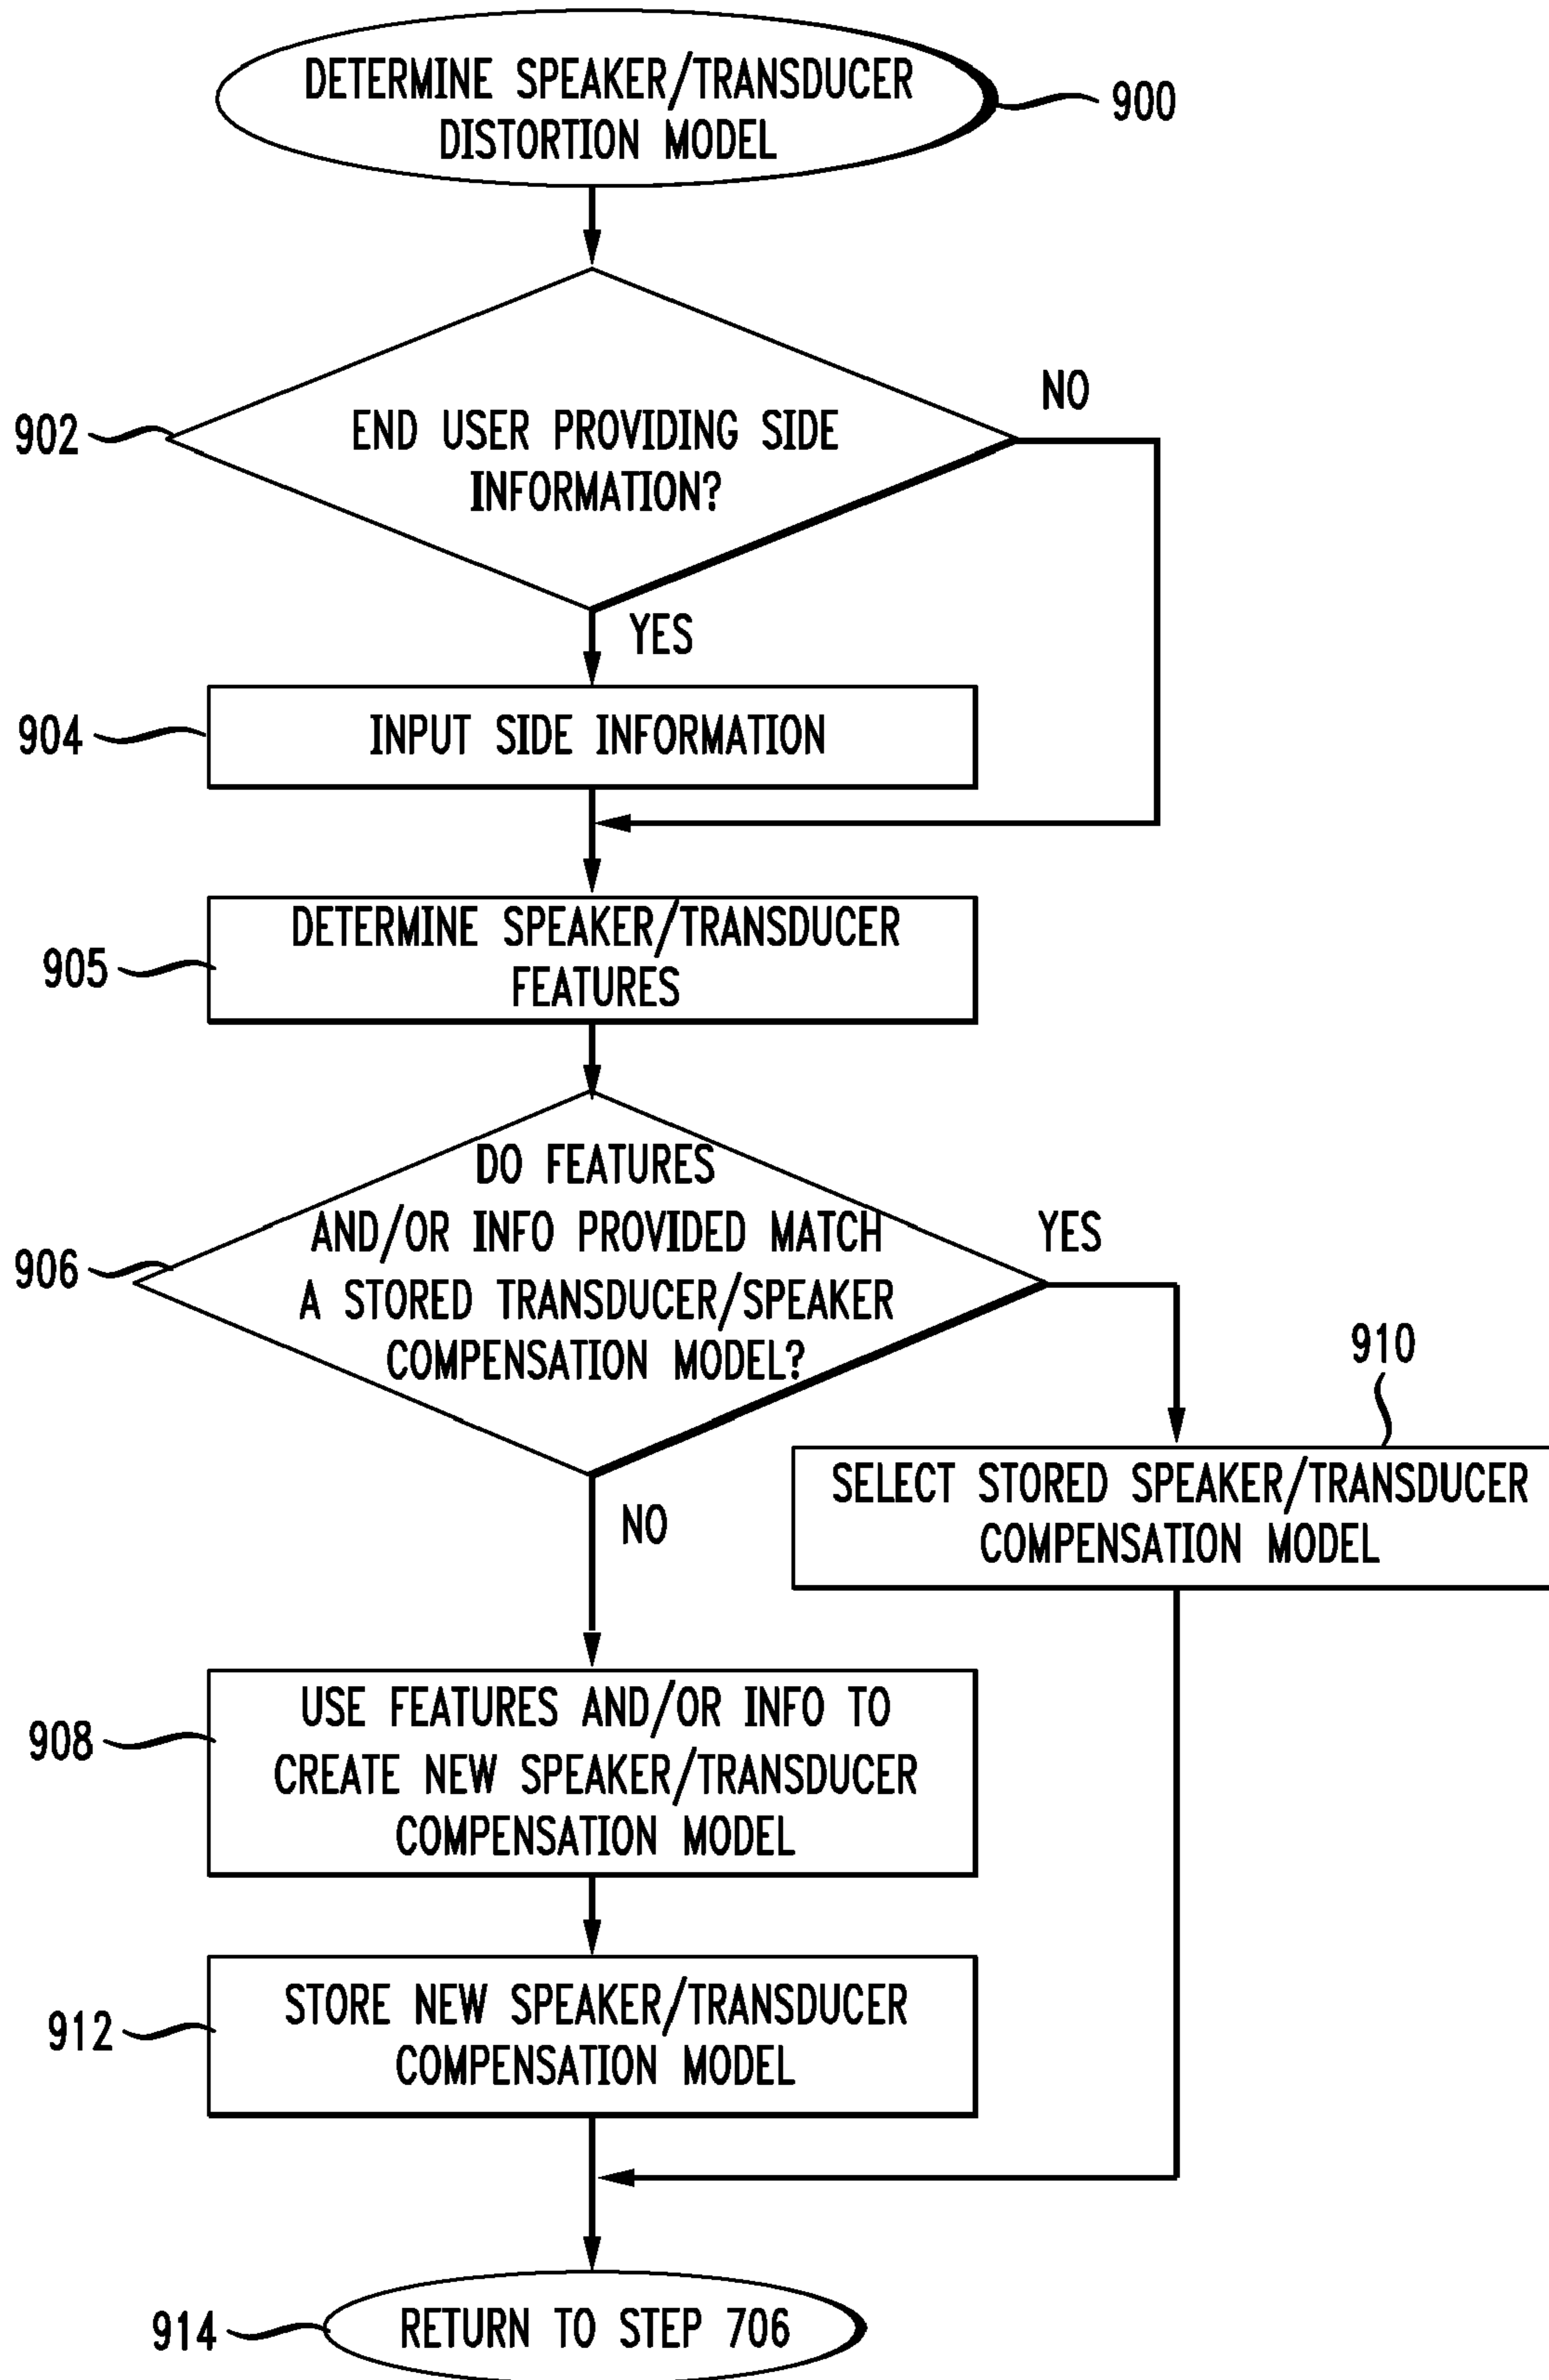 DETERMINE SPEAKER/TRANSDUCER
DISTORTION MODEL
900
902
END USER PROVIDING SIDE
INFORMATION?
NO
YES
904
INPUT SIDE INFORMATION
905
DETERMINE SPEAKER/TRANSDUCER
FEATURES
906
DO FEATURES
AND/OR INFO PROVIDED MATCH
A STORED TRANSDUCER/SPEAKER
COMPENSATION MODEL?
YES
NO
910
SELECT STORED SPEAKER/TRANSDUCER
COMPENSATION MODEL
908
USE FEATURES AND/OR INFO TO
CREATE NEW SPEAKER/TRANSDUCER
COMPENSATION MODEL
912
STORE NEW SPEAKER/TRANSDUCER
COMPENSATION MODEL
914
RETURN TO STEP 706